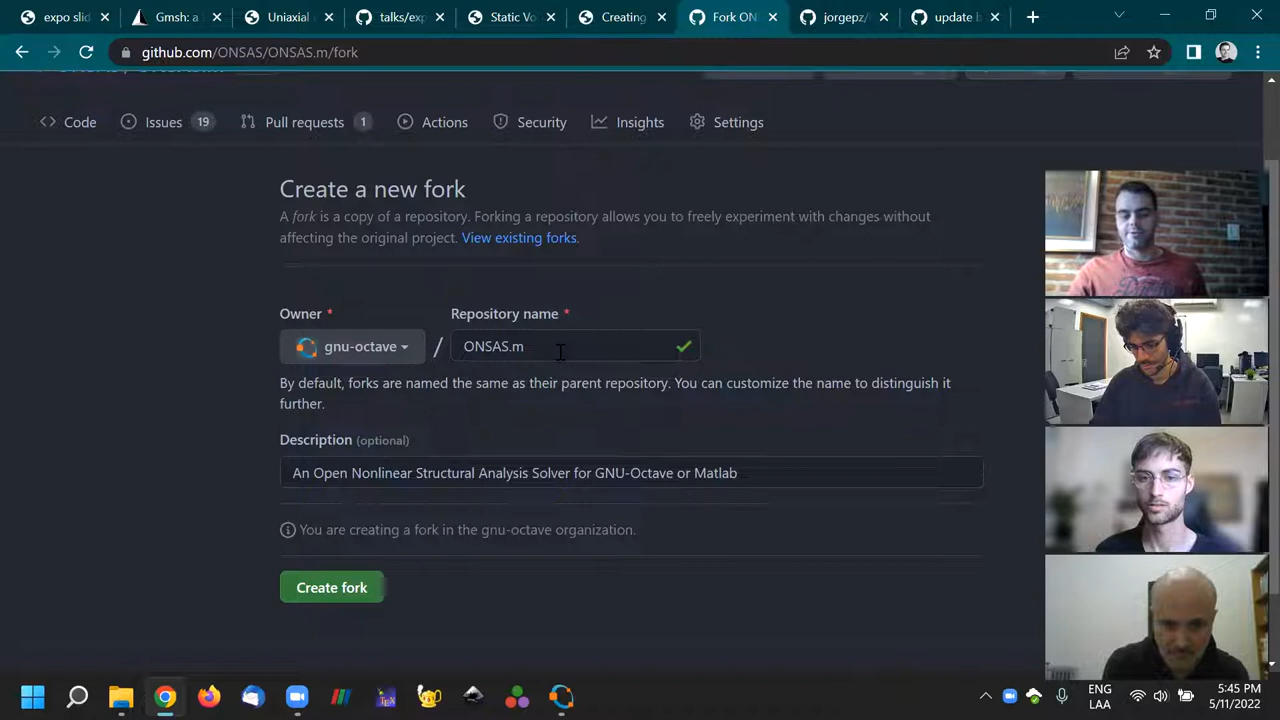 expo slid
Gmsh: a
Uniaxial
talks/exp
Static Vo
Creating
Fork ON
jorgepz/
update b
github.com/ONSAS/ONSAS.m/fork
Code
Issues 19
Pull requests 1
Actions
Security
Insights
Settings
Create a new fork
A fork is a copy of a repository. Forking a repository allows you to freely experiment with changes without
affecting the original project. View existing forks.
Owner *
Repository name *
gnu-octave / ONSAS.m
By default, forks are named the same as their parent repository. You can customize the name to distinguish it
further.
Description (optional)
An Open Nonlinear Structural Analysis Solver for GNU-Octave or Matlab
You are creating a fork in the gnu-octave organization.
Create fork
ENG
LAA
5:45 PM
5/11/2022